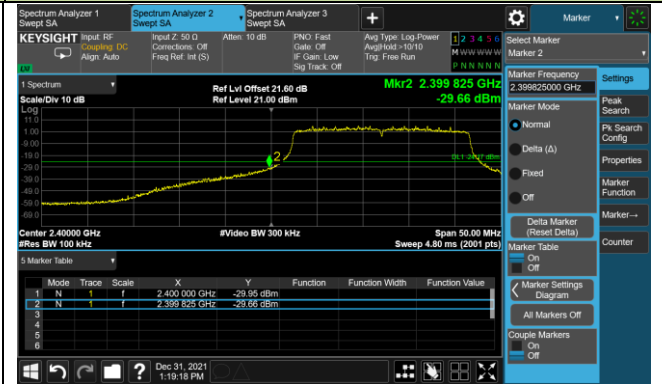 Spectrum Analyzer 1
Swept SA
Spectrum Analyzer 2
Swept SA
Spectrum Analyzer 3
Swept SA
Marker
KEYSIGHT
Input: RF
Coupling: DC
Align: Auto
Input Z: 50 Ω
Corrections: Off
Freq Ref: Int (S)
Atten: 10 dB
PNO: Fast
Gate: Off
IF Gain: Low
Sig Track: Off
Avg Type: Log-Power
Avg|Hold:>10/10
Trig: Free Run
1 2 3 4 5 6
M W W W W W
P N N N N N
Select Marker
Marker 2
1 Spectrum
Scale/Div 10 dB
Ref Lvl Offset 21.60 dB
Ref Level 21.00 dBm
Mkr2 2.399 825 GHz
-29.66 dBm
Log
11.0
1.00
-9.00
-19.0
-29.0
-39.0
-49.0
-59.0
-69.0
2
Center 2.40000 GHz
#Res BW 100 kHz
#Video BW 300 kHz
Span 50.00 MHz
Sweep 4.80 ms (2001 pts)
5 Marker Table
Mode Trace Scale X Y Function Function Width Function Value
1 N 1 f 2.400 000 GHz -29.95 dBm
2 N 1 f 2.399 825 GHz -29.66 dBm
3
4
5
6
Marker Frequency
2.399825000 GHz
Marker Mode
Normal
Delta (Δ)
Fixed
Off
Delta Marker
(Reset Delta)
Marker Table
On
Off
Marker Settings
Diagram
All Markers Off
Couple Markers
On
Off
Settings
Peak
Search
Pk Search
Config
Properties
Marker
Function
Marker→
Counter
Dec 31, 2021
1:19:18 PM